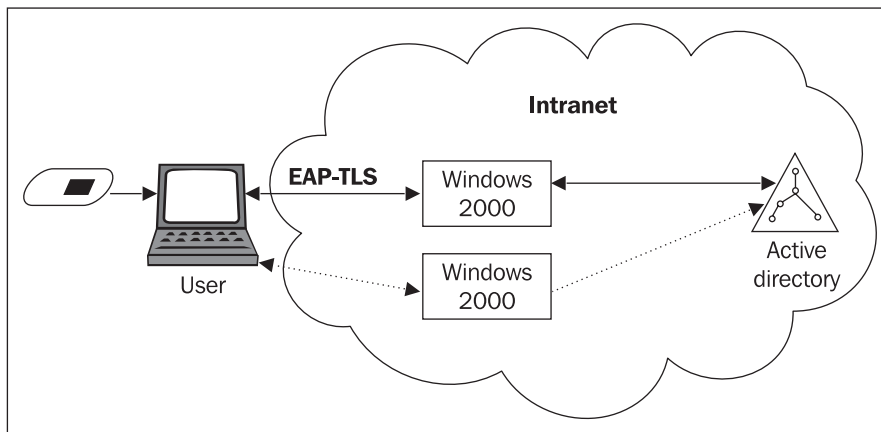 Intranet
EAP-TLS
Windows
2000
User
Windows
2000
Active
directory